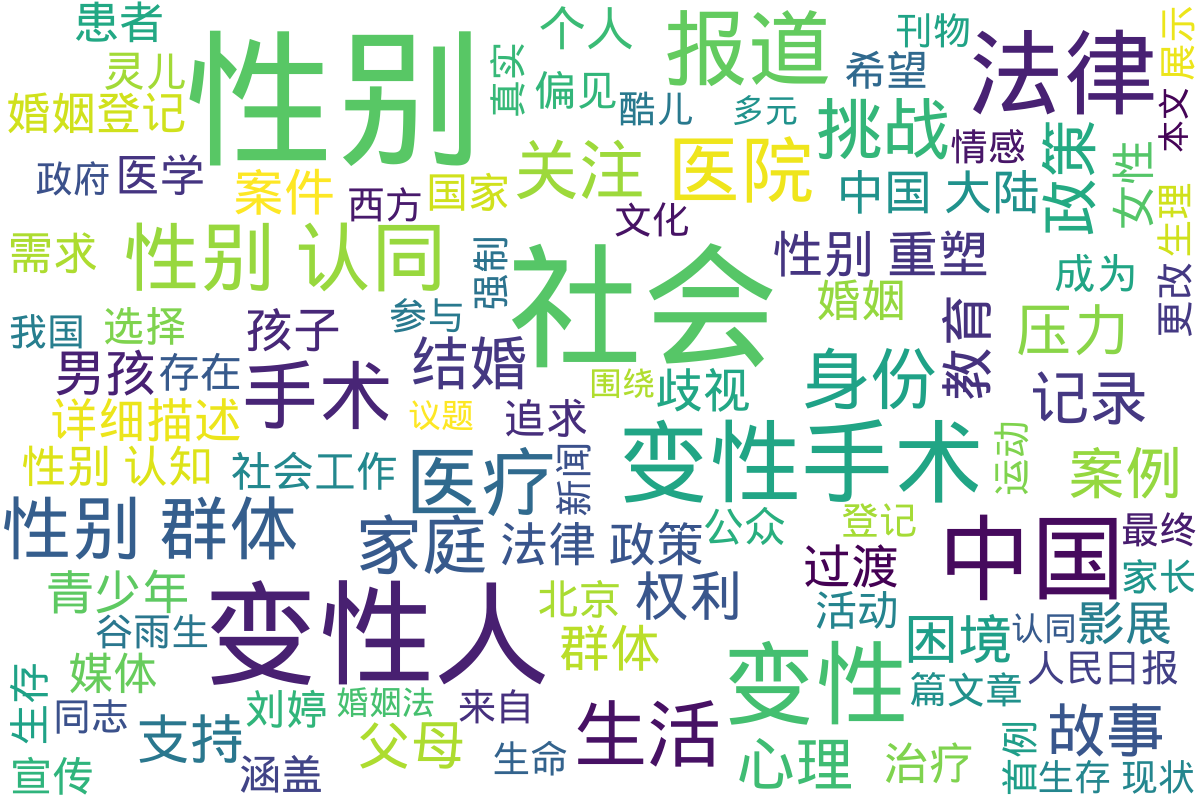 患者
性别
个人
报道
刊物
法律
展示
灵儿
真实
偏见
希望
婚姻登记
酷儿
多元
挑战
本文
政府
医学
案件
西方
国家
关注
医院
情感
中国 大陆
政策
女性
文化
生理
需求
性别 认同
强制
社会
性别 重塑
成为
更改
我国
选择
孩子
参与
婚姻
教育
压力
男孩
存在
手术
结婚
围绕
歧视
身份
记录
详细描述
议题
追求
变性手术
运动
案例
性别 认知
社会工作
医疗
新闻
性别 群体
家庭
法律 政策
公众
登记
中国
最终
青少年
变性人
北京
权利
过渡
家长
谷雨生
群体
活动
困境
认同
影展
媒体
变性
人民日报
生存
同志
刘婷
婚姻法
来自
生活
篇文章
支持
父母
故事
宣传
涵盖
生命
心理
治疗
首例
生存 现状